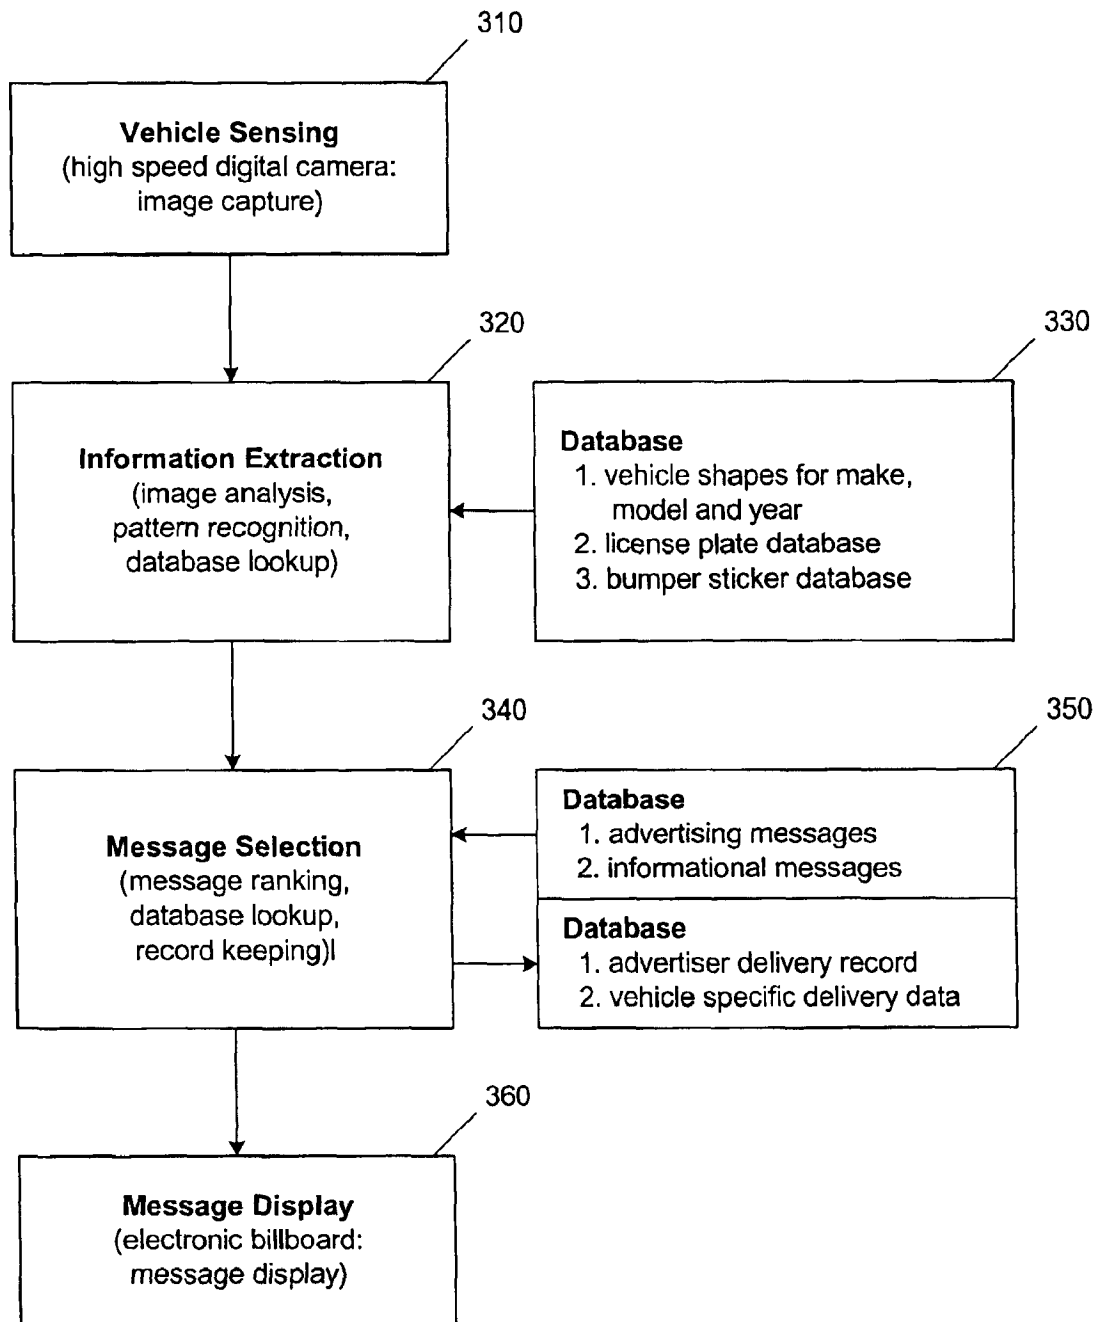 310
Vehicle Sensing
(high speed digital camera:
image capture)
320
330
Information Extraction
(image analysis,
pattern recognition,
database lookup)
Database
1. vehicle shapes for make,
model and year
2. license plate database
3. bumper sticker database
340
350
Message Selection
(message ranking,
database lookup,
record keeping)l
Database
1. advertising messages
2. informational messages
Database
1. advertiser delivery record
2. vehicle specific delivery data
360
Message Display
(electronic billboard:
message display)